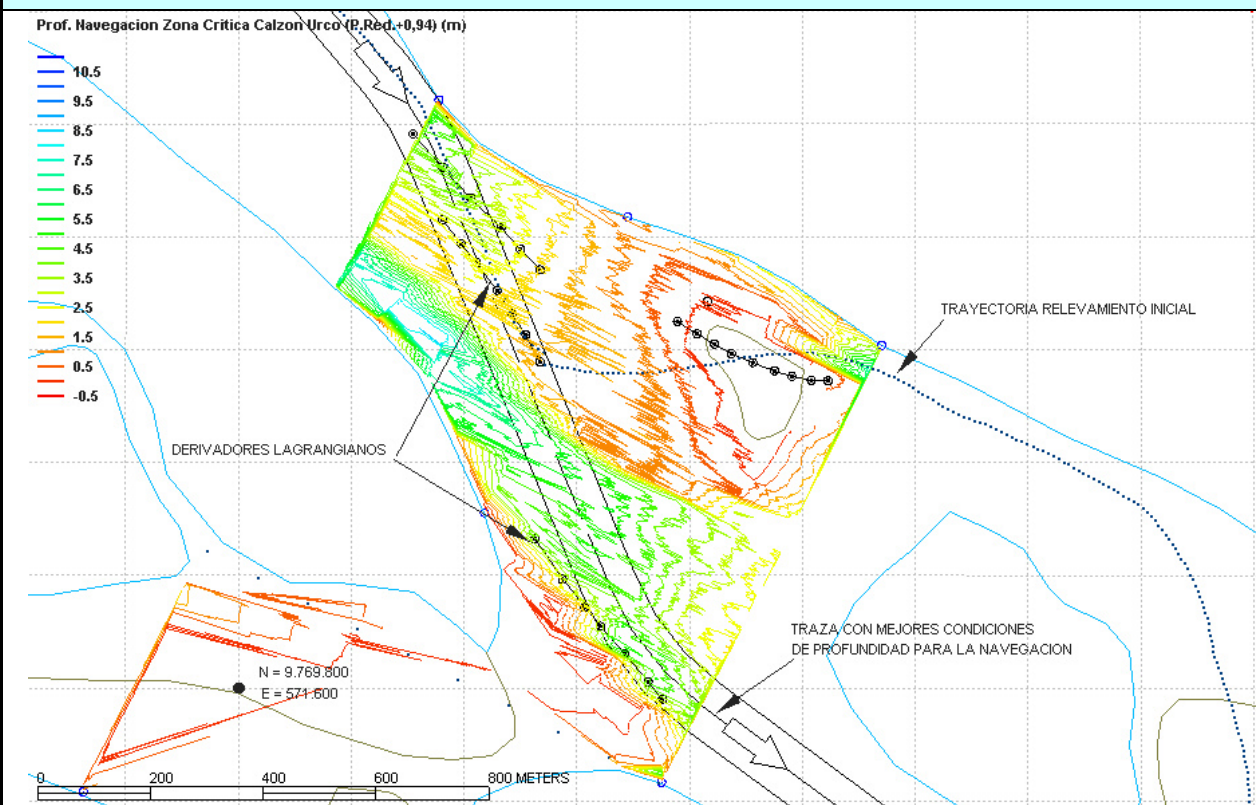 Prof. Navegacion Zona Critica Calzon Urco (P.Red.+0,94) (m)
10.5
9.5
8.5
7.5
6.5
5.5
4.5
3.5
2.5
1.5
0.5
-0.5
TRAYECTORIA RELEVAMIENTO INICIAL
DERIVADORES LAGRANGIANOS
TRAZA CON MEJORES CONDICIONES
DE PROFUNDIDAD PARA LA NAVEGACION
N = 9.769.800
E = 571.600
0 200 400 600 800 METERS